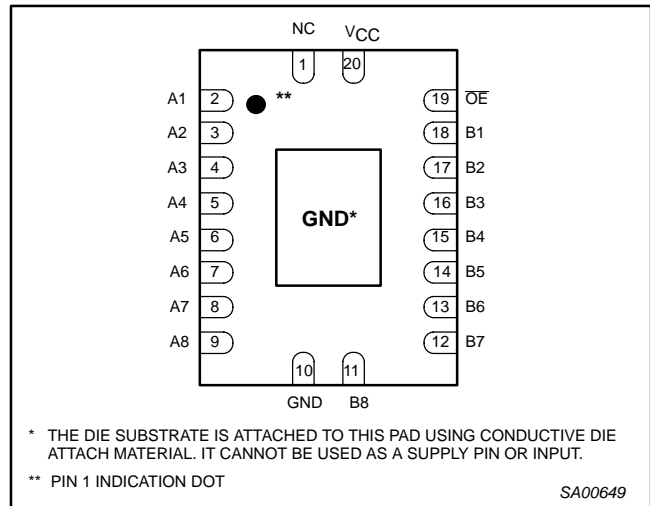 NC VCC
1 20
A1 2 ** 19 OE
A2 3 18 B1
A3 4 17 B2
A4 5 16 B3
GND*
A5 6 15 B4
A6 7 14 B5
A7 8 13 B6
A8 9 12 B7
10 11
GND B8
* THE DIE SUBSTRATE IS ATTACHED TO THIS PAD USING CONDUCTIVE DIE
ATTACH MATERIAL. IT CANNOT BE USED AS A SUPPLY PIN OR INPUT.
** PIN 1 INDICATION DOT
SA00649